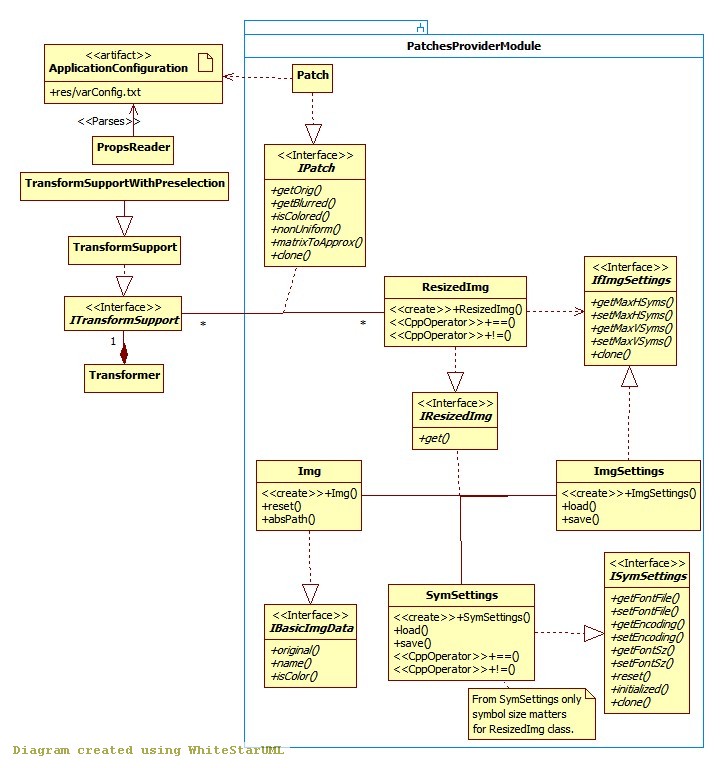 PatchesProviderModule
<<artifact>>
ApplicationConfiguration
+res/varConfig.txt
Patch
<<Parses>>
PropsReader
<<Interface>>
IPatch
+getOrig()
+getBlurred()
+isColored()
+nonUniform()
+matrixToApprox()
+clone()
TransformSupportWithPreselection
TransformSupport
<<Interface>>
ITransformSupport
*
*
1
Transformer
ResizedImg
<<create>>+ResizedImg()
<<CppOperator>>+==()
<<CppOperator>>+!=()
<<Interface>>
IfImgSettings
+getMaxHSyms()
+setMaxHSyms()
+getMaxVSyms()
+setMaxVSyms()
+clone()
<<Interface>>
IResizedImg
+get()
Img
<<create>>+Img()
+reset()
+absPath()
ImgSettings
<<create>>+ImgSettings()
+load()
+save()
<<Interface>>
IBasicImgData
+original()
+name()
+isColor()
SymSettings
<<create>>+SymSettings()
+load()
+save()
<<CppOperator>>+==()
<<CppOperator>>+!=()
<<Interface>>
ISymSettings
+getFontFile()
+setFontFile()
+getEncoding()
+setEncoding()
+getFontSz()
+setFontSz()
+reset()
+initialized()
+clone()
From SymSettings only
symbol size matters
for ResizedImg class.
Diagram created using WhiteStarUML